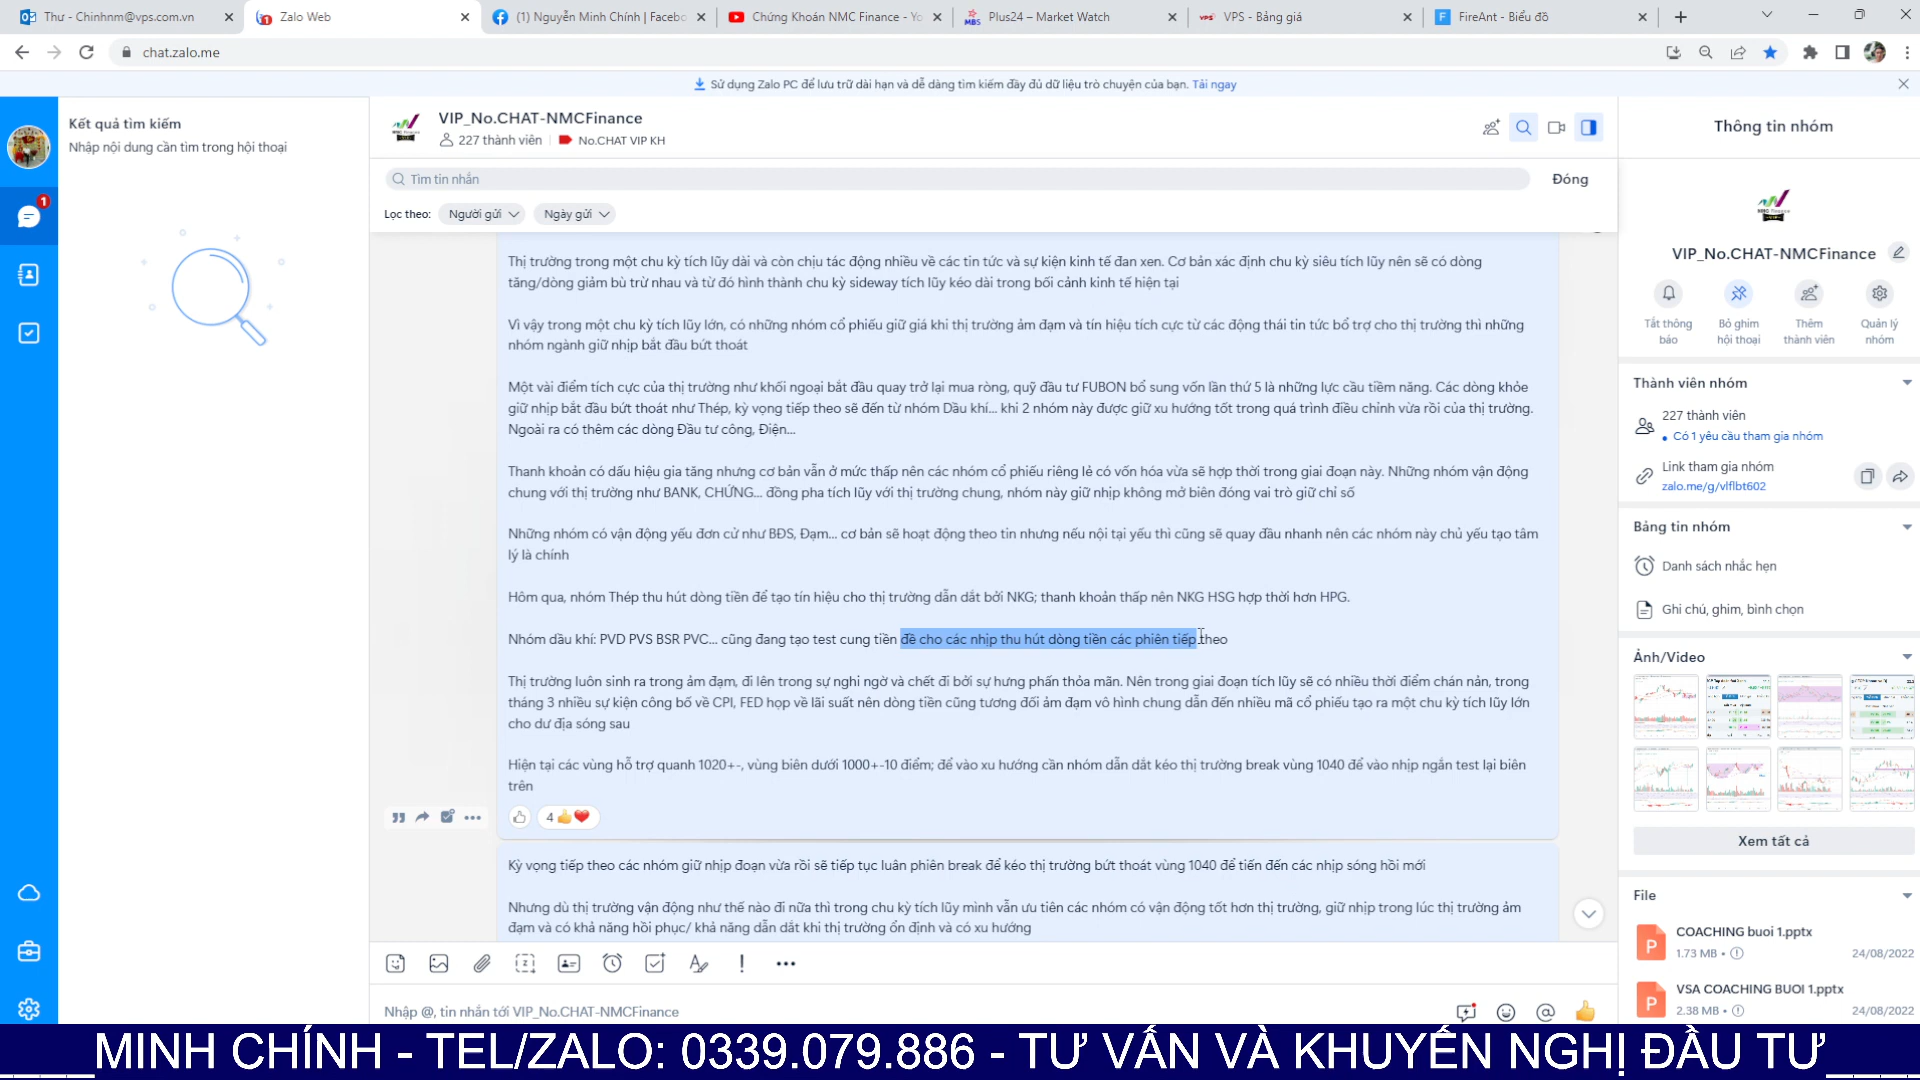 Thư - Chinhnm@vps.com.vn
Zalo Web
(1) Nguyễn Minh Chính | Facebo
Chứng Khoán NMC Finance - Yo
MBS Plus24 – Market Watch
VPS VPS - Bảng giá
F FireAnt - Biểu đồ
chat.zalo.me
Sử dụng Zalo PC để lưu trữ dài hạn và dễ dàng tìm kiếm đầy đủ dữ liệu trò chuyện của bạn. Tải ngay
Kết quả tìm kiếm
Nhập nội dung cần tìm trong hội thoại
1
VIP_No.CHAT-NMCFinance
227 thành viên
No.CHAT VIP KH
Tìm tin nhắn
Đóng
Lọc theo:
Người gửi
Ngày gửi
Thị trường trong một chu kỳ tích lũy dài và còn chịu tác động nhiều về các tin tức và sự kiện kinh tế đan xen. Cơ bản xác định chu kỳ siêu tích lũy nên sẽ có dòng
tăng/dòng giảm bù trừ nhau và từ đó hình thành chu kỳ sideway tích lũy kéo dài trong bối cảnh kinh tế hiện tại
Vì vậy trong một chu kỳ tích lũy lớn, có những nhóm cổ phiếu giữ giá khi thị trường ảm đạm và tín hiệu tích cực từ các động thái tin tức bổ trợ cho thị trường thì những
nhóm ngành giữ nhịp bắt đầu bứt thoát
Một vài điểm tích cực của thị trường như khối ngoại bắt đầu quay trở lại mua ròng, quỹ đầu tư FUBON bổ sung vốn lần thứ 5 là những lực cầu tiềm năng. Các dòng khỏe
giữ nhịp bắt đầu bứt thoát như Thép, kỳ vọng tiếp theo sẽ đến từ nhóm Dầu khí... khi 2 nhóm này được giữ xu hướng tốt trong quá trình điều chỉnh vừa rồi của thị trường.
Ngoài ra có thêm các dòng Đầu tư công, Điện...
Thanh khoản có dấu hiệu gia tăng nhưng cơ bản vẫn ở mức thấp nên các nhóm cổ phiếu riêng lẻ có vốn hóa vừa sẽ hợp thời trong giai đoạn này. Những nhóm vận động
chung với thị trường như BANK, CHỨNG... đồng pha tích lũy với thị trường chung, nhóm này giữ nhịp không mở biên đóng vai trò giữ chỉ số
Những nhóm có vận động yếu đơn cử như BĐS, Đạm... cơ bản sẽ hoạt động theo tin nhưng nếu nội tại yếu thì cũng sẽ quay đầu nhanh nên các nhóm này chủ yếu tạo tâm
lý là chính
Hôm qua, nhóm Thép thu hút dòng tiền để tạo tín hiệu cho thị trường dẫn dắt bởi NKG; thanh khoản thấp nên NKG HSG hợp thời hơn HPG.
Nhóm dầu khí: PVD PVS BSR PVC... cũng đang tạo test cung tiền đề cho các nhịp thu hút dòng tiền các phiên tiếp theo
Thị trường luôn sinh ra trong ảm đạm, đi lên trong sự nghi ngờ và chết đi bởi sự hưng phấn thỏa mãn. Nên trong giai đoạn tích lũy sẽ có nhiều thời điểm chán nản, trong
tháng 3 nhiều sự kiện công bố về CPI, FED họp về lãi suất nên dòng tiền cũng tương đối ảm đạm vô hình chung dẫn đến nhiều mã cổ phiếu tạo ra một chu kỳ tích lũy lớn
cho dư địa sóng sau
Hiện tại các vùng hỗ trợ quanh 1020+-, vùng biên dưới 1000+-10 điểm; để vào xu hướng cần nhóm dẫn dắt kéo thị trường break vùng 1040 để vào nhịp ngắn test lại biên
trên
4
Kỳ vọng tiếp theo các nhóm giữ nhịp đoạn vừa rồi sẽ tiếp tục luân phiên break để kéo thị trường bứt thoát vùng 1040 để tiến đến các nhịp sóng hồi mới
Nhưng dù thị trường vận động như thế nào đi nữa thì trong chu kỳ tích lũy mình vẫn ưu tiên các nhóm có vận động tốt hơn thị trường, giữ nhịp trong lúc thị trường ảm
đạm và có khả năng hồi phục/ khả năng dẫn dắt khi thị trường ổn định và có xu hướng
Nhập @, tin nhắn tới VIP_No.CHAT-NMCFinance
Thông tin nhóm
VIP_No.CHAT-NMCFinance
Tắt thông báo
Bỏ ghim hội thoại
Thêm thành viên
Quản lý nhóm
Thành viên nhóm
227 thành viên
Có 1 yêu cầu tham gia nhóm
Link tham gia nhóm
zalo.me/g/vlflbt602
Bảng tin nhóm
Danh sách nhắc hẹn
Ghi chú, ghim, bình chọn
Ảnh/Video
Xem tất cả
File
P COACHING buoi 1.pptx
1.73 MB
24/08/2022
P VSA COACHING BUOI 1.pptx
2.38 MB
24/08/2022
____MINH CHÍNH - TEL/ZALO: 0339.079.886 - TƯ VẤN VÀ KHUYẾN NGHỊ ĐẦU TƯ____